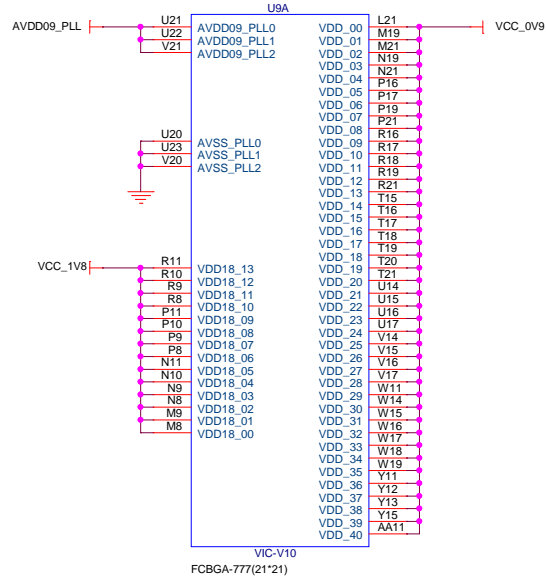 U9A
AVDD09_PLL U21 AVDD09_PLL0 VDD_00 L21 VCC_0V9
U22 AVDD09_PLL1 VDD_01 M19
V21 AVDD09_PLL2 VDD_02 M21
VDD_03 N19
VDD_04 N21
VDD_05 P16
VDD_06 P17
VDD_07 P19
VDD_08 P21
U20 AVSS_PLL0 VDD_09 R16
U23 AVSS_PLL1 VDD_10 R17
V20 AVSS_PLL2 VDD_11 R18
VDD_12 R19
VDD_13 R21
VDD_14 T15
VDD_15 T16
VDD_16 T17
VDD_17 T18
VDD_18 T19
VCC_1V8 R11 VDD18_13 VDD_19 T20
R10 VDD18_12 VDD_20 T21
R9 VDD18_11 VDD_21 U14
R8 VDD18_10 VDD_22 U15
P11 VDD18_09 VDD_23 U16
P10 VDD18_08 VDD_24 U17
P9 VDD18_07 VDD_25 V14
P8 VDD18_06 VDD_26 V15
N11 VDD18_05 VDD_27 V16
N10 VDD18_04 VDD_28 V17
N9 VDD18_03 VDD_29 W11
N8 VDD18_02 VDD_30 W14
M9 VDD18_01 VDD_31 W15
M8 VDD18_00 VDD_32 W16
VDD_33 W17
VDD_34 W18
VDD_35 W19
VDD_36 Y11
VDD_37 Y12
VDD_38 Y13
VDD_39 Y15
VDD_40 AA11
VIC-V10
FCBGA-777(21*21)